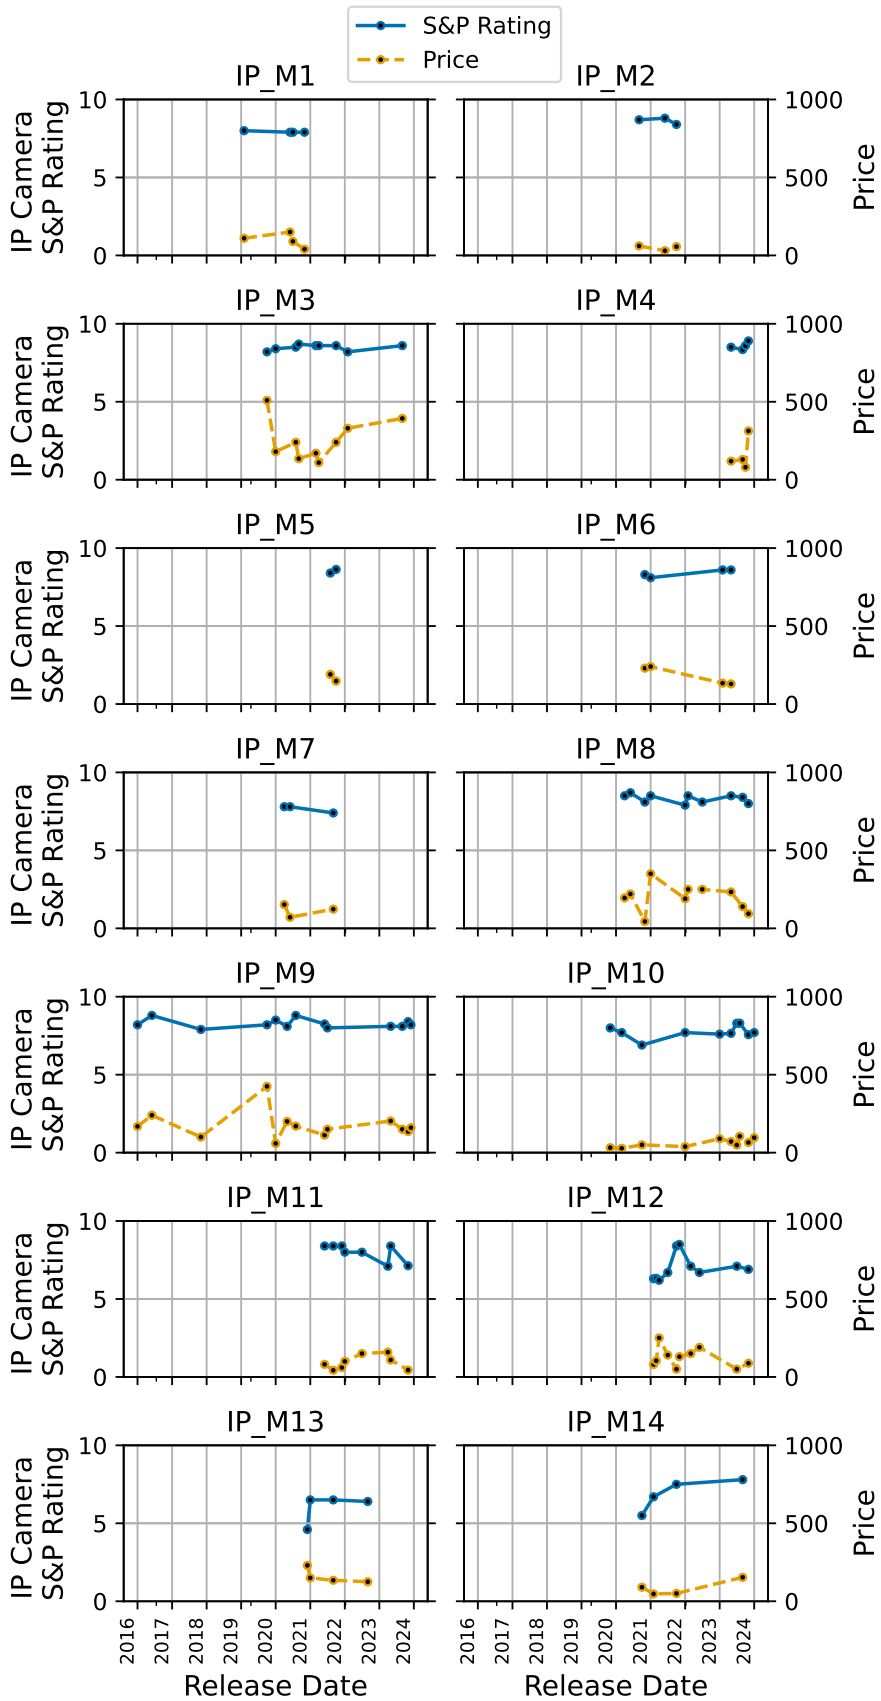 S&P Rating
Price
IP_M1
IP_M2
IP Camera
S&P Rating
10
5
0
1000
500
0
Price
IP_M3
IP_M4
IP Camera
S&P Rating
10
5
0
1000
500
0
Price
IP_M5
IP_M6
IP Camera
S&P Rating
10
5
0
1000
500
0
Price
IP_M7
IP_M8
IP Camera
S&P Rating
10
5
0
1000
500
0
Price
IP_M9
IP_M10
IP Camera
S&P Rating
10
5
0
1000
500
0
Price
IP_M11
IP_M12
IP Camera
S&P Rating
10
5
0
1000
500
0
Price
IP_M13
IP_M14
IP Camera
S&P Rating
10
5
0
1000
500
0
Price
2016 2017 2018 2019 2020 2021 2022 2023 2024
2016 2017 2018 2019 2020 2021 2022 2023 2024
Release Date
Release Date